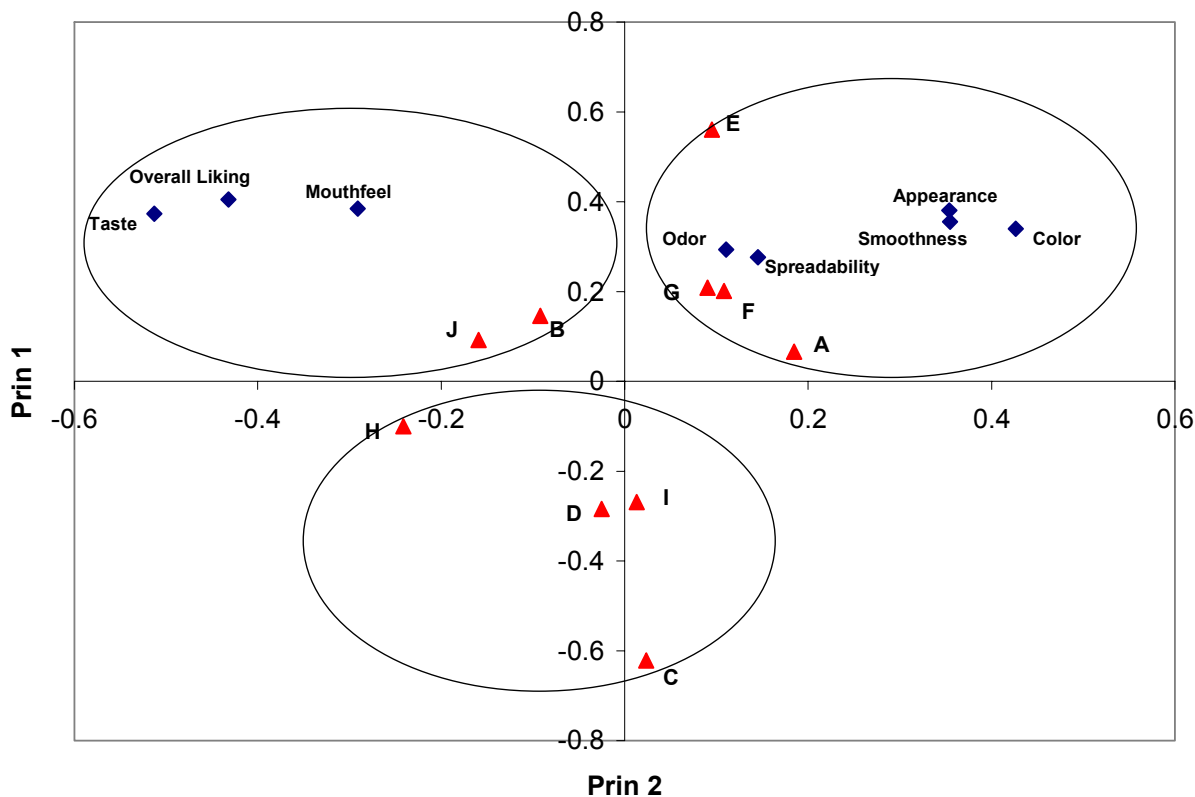 0.8
0.6
E
0.4
Overall Liking
Mouthfeel
Appearance
Taste
Odor
Smoothness
Color
Spreadability
0.2
G
F
J
B
A
0
Prin 1
-0.6
-0.4
-0.2
0
0.2
0.4
0.6
H
-0.2
D
I
-0.4
-0.6
C
-0.8
Prin 2